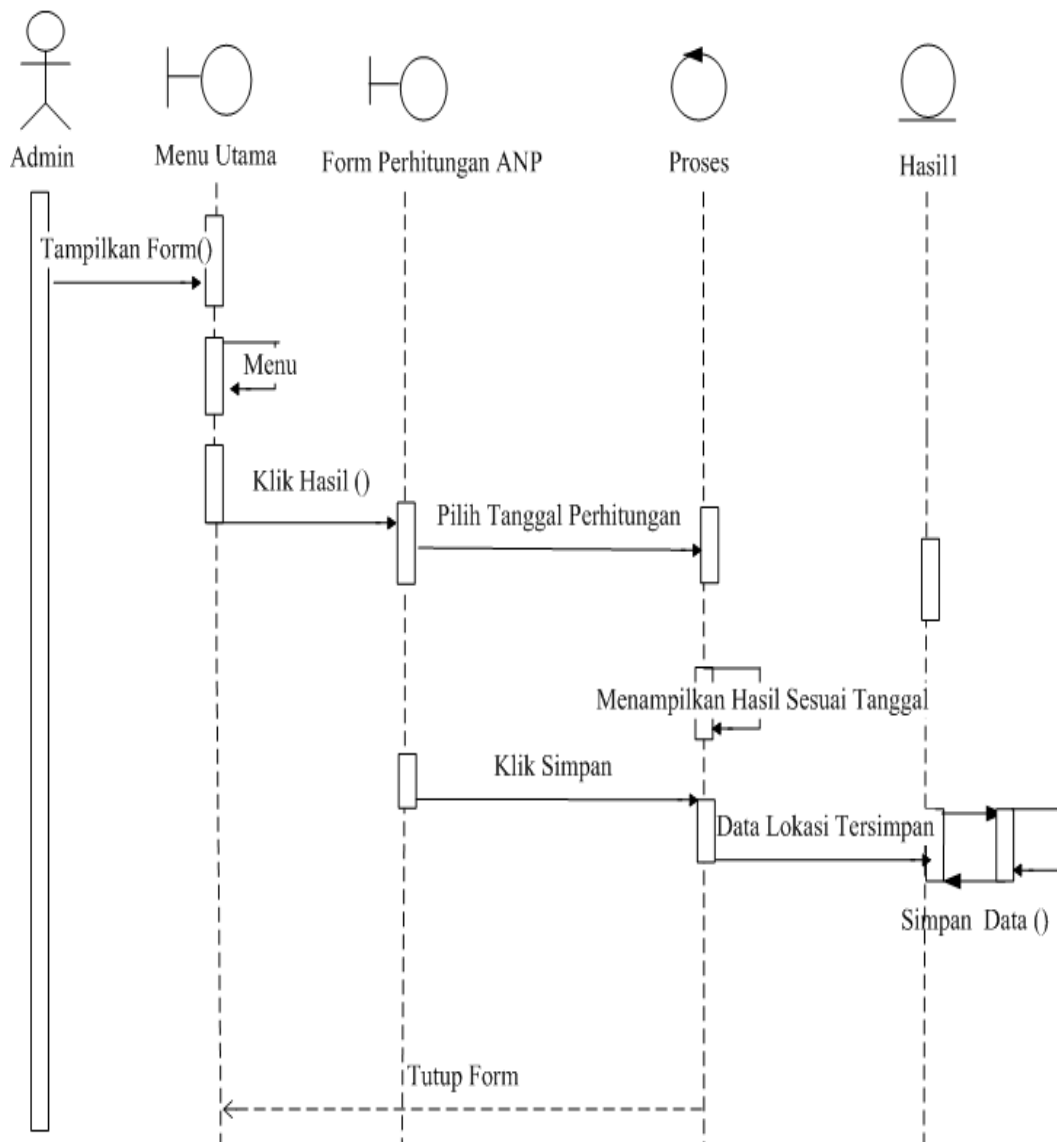 Admin
Menu Utama
Form Perhitungan ANP
Proses
Hasil1
Tampilkan Form()
Menu
Klik Hasil ()
Pilih Tanggal Perhitungan
Menampilkan Hasil Sesuai Tanggal
Klik Simpan
Data Lokasi Tersimpan
Simpan Data ()
Tutup Form